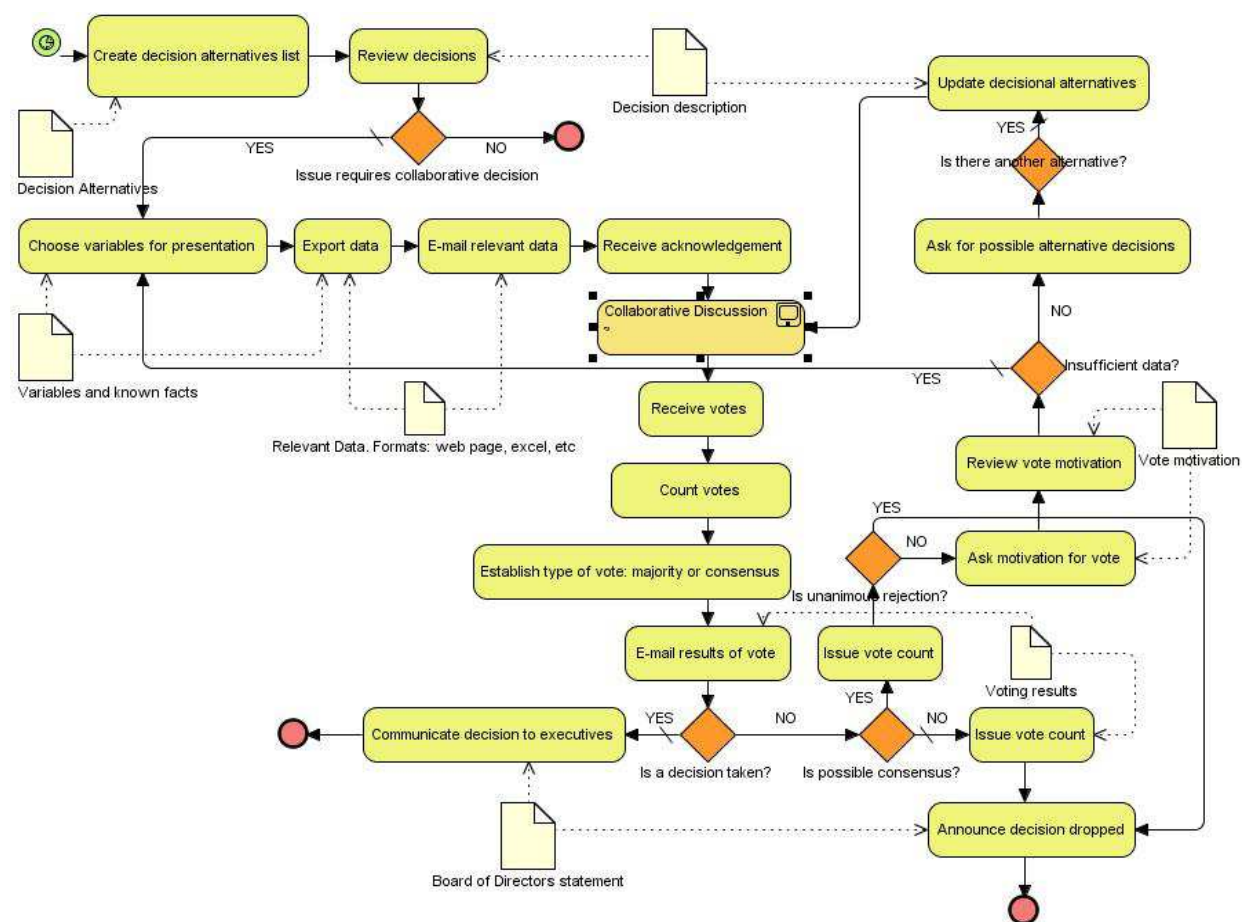 Create decision alternatives list
Review decisions
Decision description
Update decisional alternatives
Decision Alternatives
YES
NO
Issue requires collaborative decision
YES
Is there another alternative?
Choose variables for presentation
Export data
E-mail relevant data
Receive acknowledgement
Ask for possible alternative decisions
Collaborative Discussion
NO
Variables and known facts
YES
Insufficient data?
Receive votes
Relevant Data. Formats: web page, excel, etc
Review vote motivation
Vote motivation
Count votes
YES
NO
Ask motivation for vote
Establish type of vote: majority or consensus
Is unanimous rejection?
E-mail results of vote
Issue vote count
Voting results
YES
Communicate decision to executives
YES
NO
NO
Issue vote count
Is a decision taken?
Is possible consensus?
Announce decision dropped
Board of Directors statement